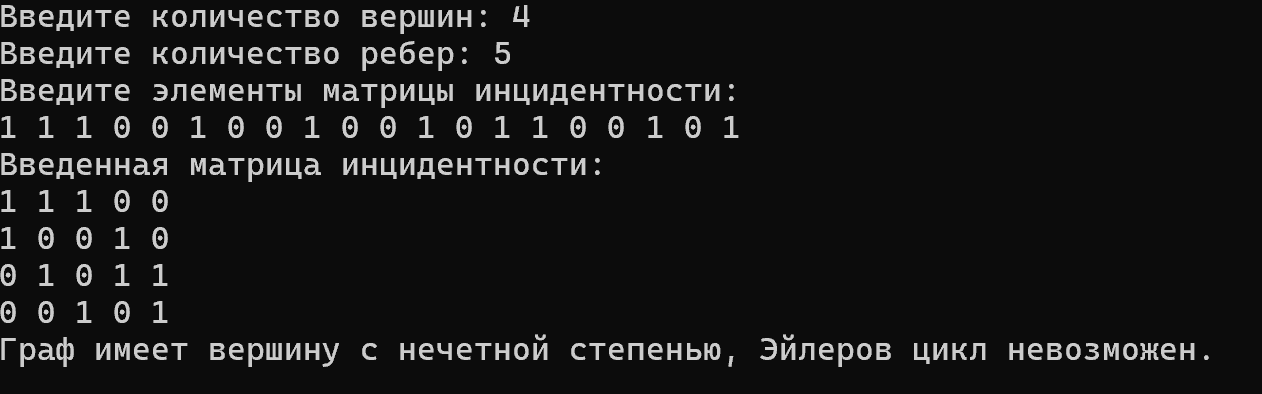 Введите количество вершин: 4
Введите количество ребер: 5
Введите элементы матрицы инцидентности:
1 1 1 0 0 1 0 0 1 0 0 1 0 1 1 0 0 1 0 1
Введенная матрица инцидентности:
1 1 1 0 0
1 0 0 1 0
0 1 0 1 1
0 0 1 0 1
Граф имеет вершину с нечетной степенью, Эйлеров цикл невозможен.